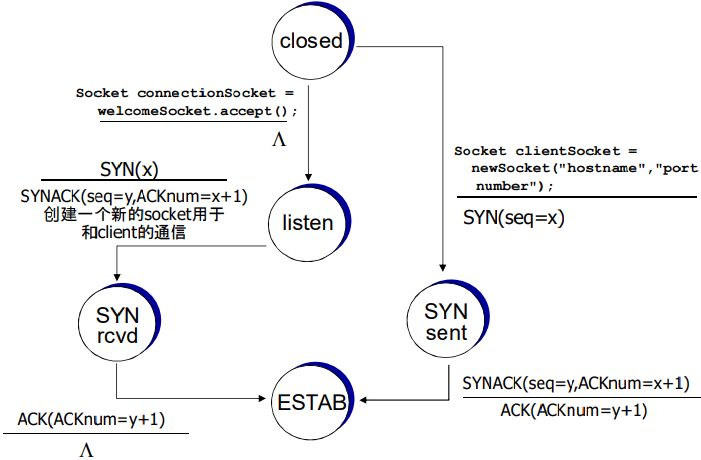 closed
Socket connectionSocket =
welcomeSocket.accept();
Λ
Socket clientSocket =
newSocket("hostname","port
number");
SYN(seq=x)
SYN(x)
SYNACK(seq=y,ACKnum=x+1)
创建一个新的socket用于
和client的通信
listen
SYN
rcvd
SYN
sent
ESTAB
SYNACK(seq=y,ACKnum=x+1)
ACK(ACKnum=y+1)
ACK(ACKnum=y+1)
Λ